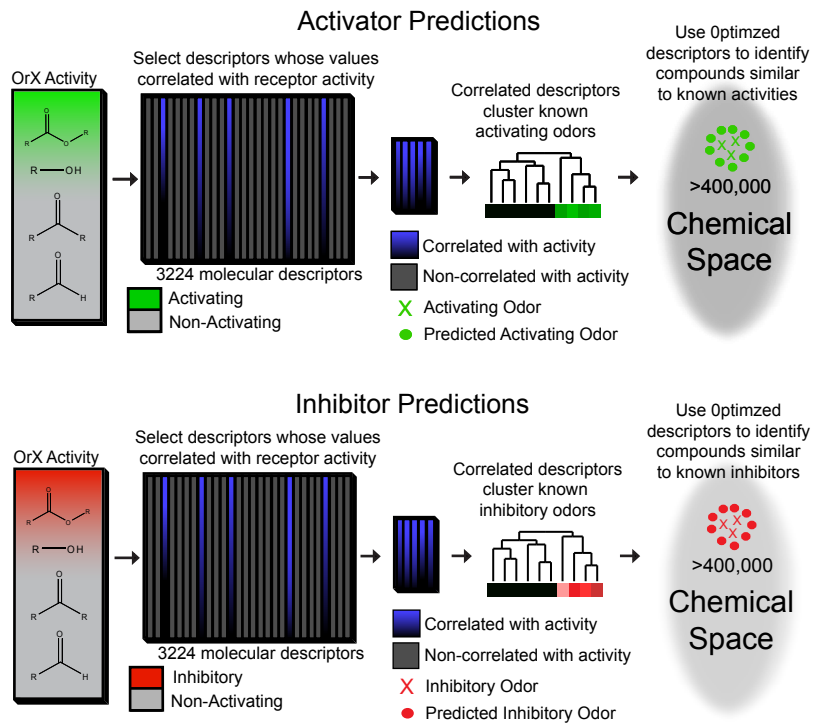 Activator Predictions
OrX Activity
O
R
O
R
R
OH
O
R
R
O
R
H
Select descriptors whose values
correlated with receptor activity
3224 molecular descriptors
Activating
Non-Activating
Correlated descriptors
cluster known
activating odors
Correlated with activity
Non-correlated with activity
X Activating Odor
Predicted Activating Odor
Use 0ptimzed
descriptors to identify
compounds similar
to known activities
X X
X
>400,000
Chemical
Space
Inhibitor Predictions
OrX Activity
O
R
O
R
R
OH
O
R
R
O
R
H
Select descriptors whose values
correlated with receptor activity
3224 molecular descriptors
Inhibitory
Non-Activating
Correlated descriptors
cluster known
inhibitory odors
Correlated with activity
Non-correlated with activity
X Inhibitory Odor
Predicted Inhibitory Odor
Use 0ptimzed
descriptors to identify
compounds similar
to known inhibitors
X X
X
>400,000
Chemical
Space